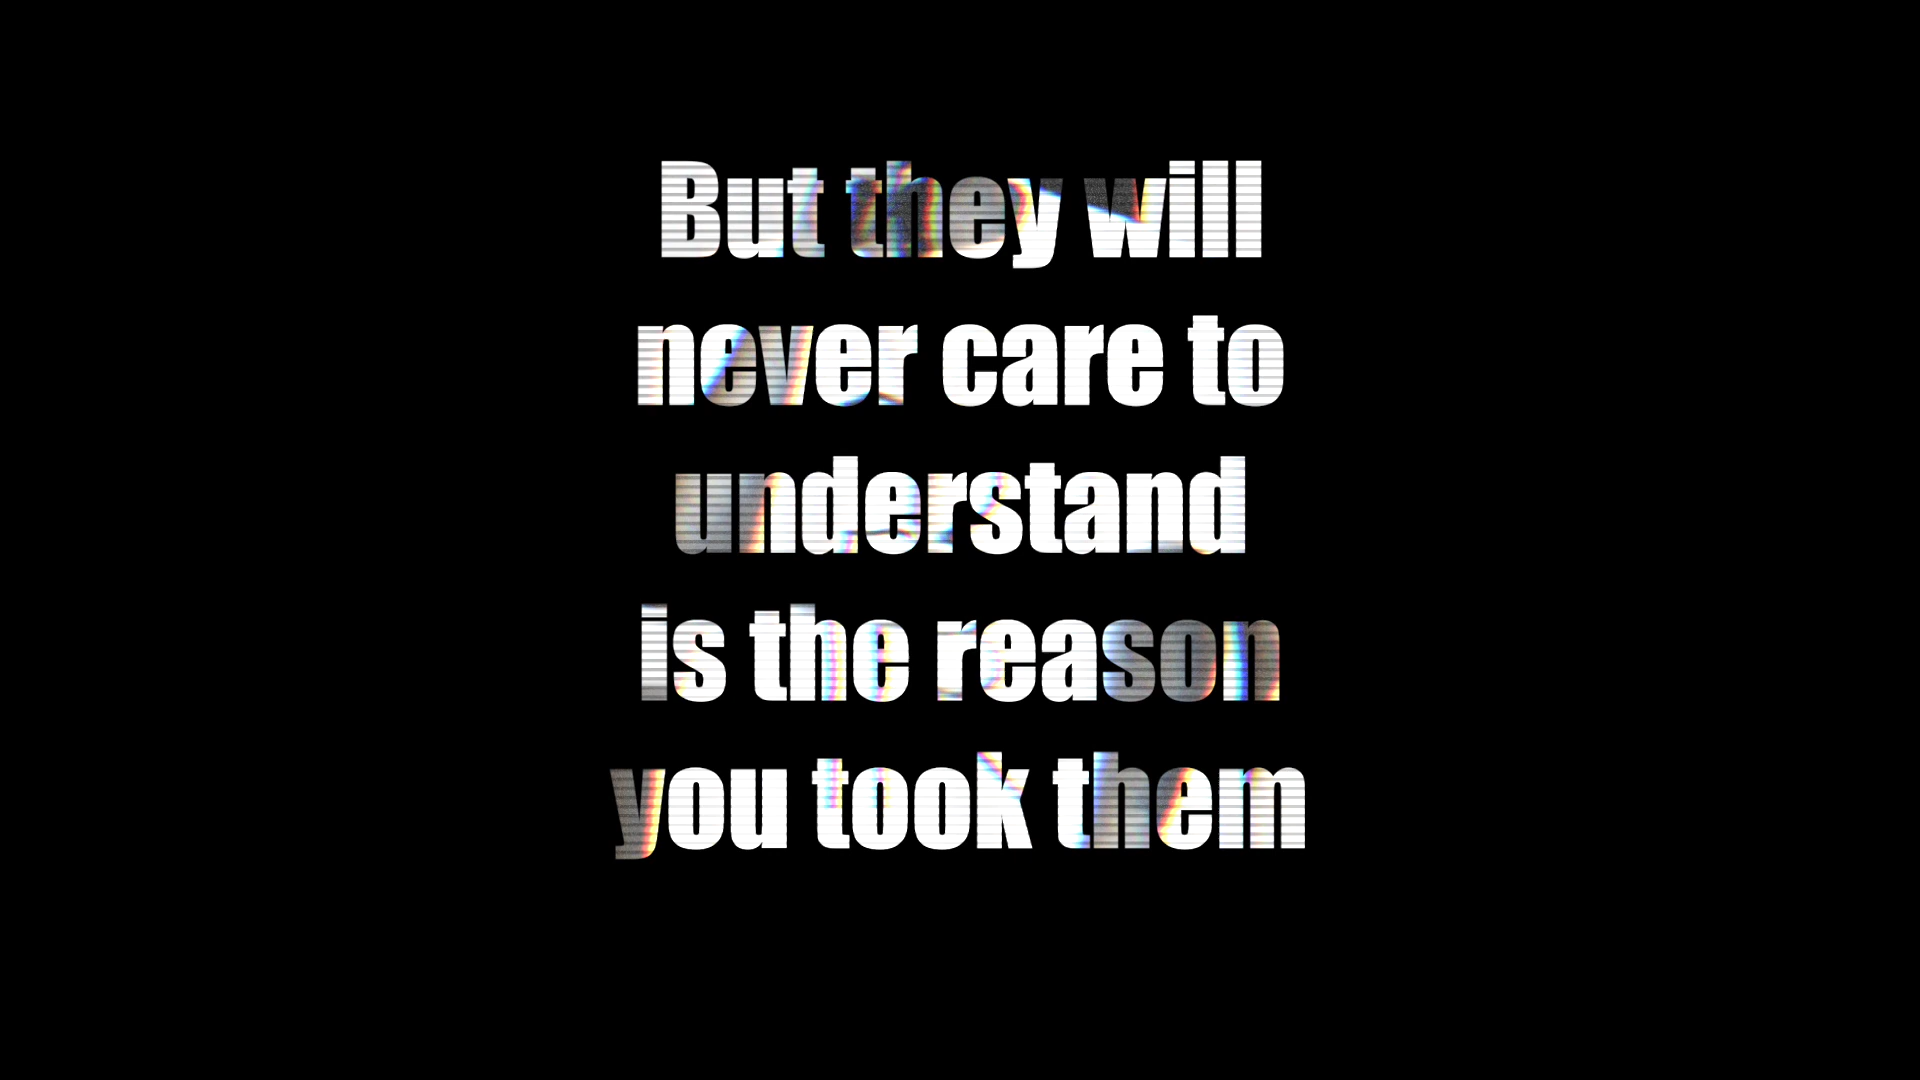 But they will
never care to
understand
is the reason
you took them